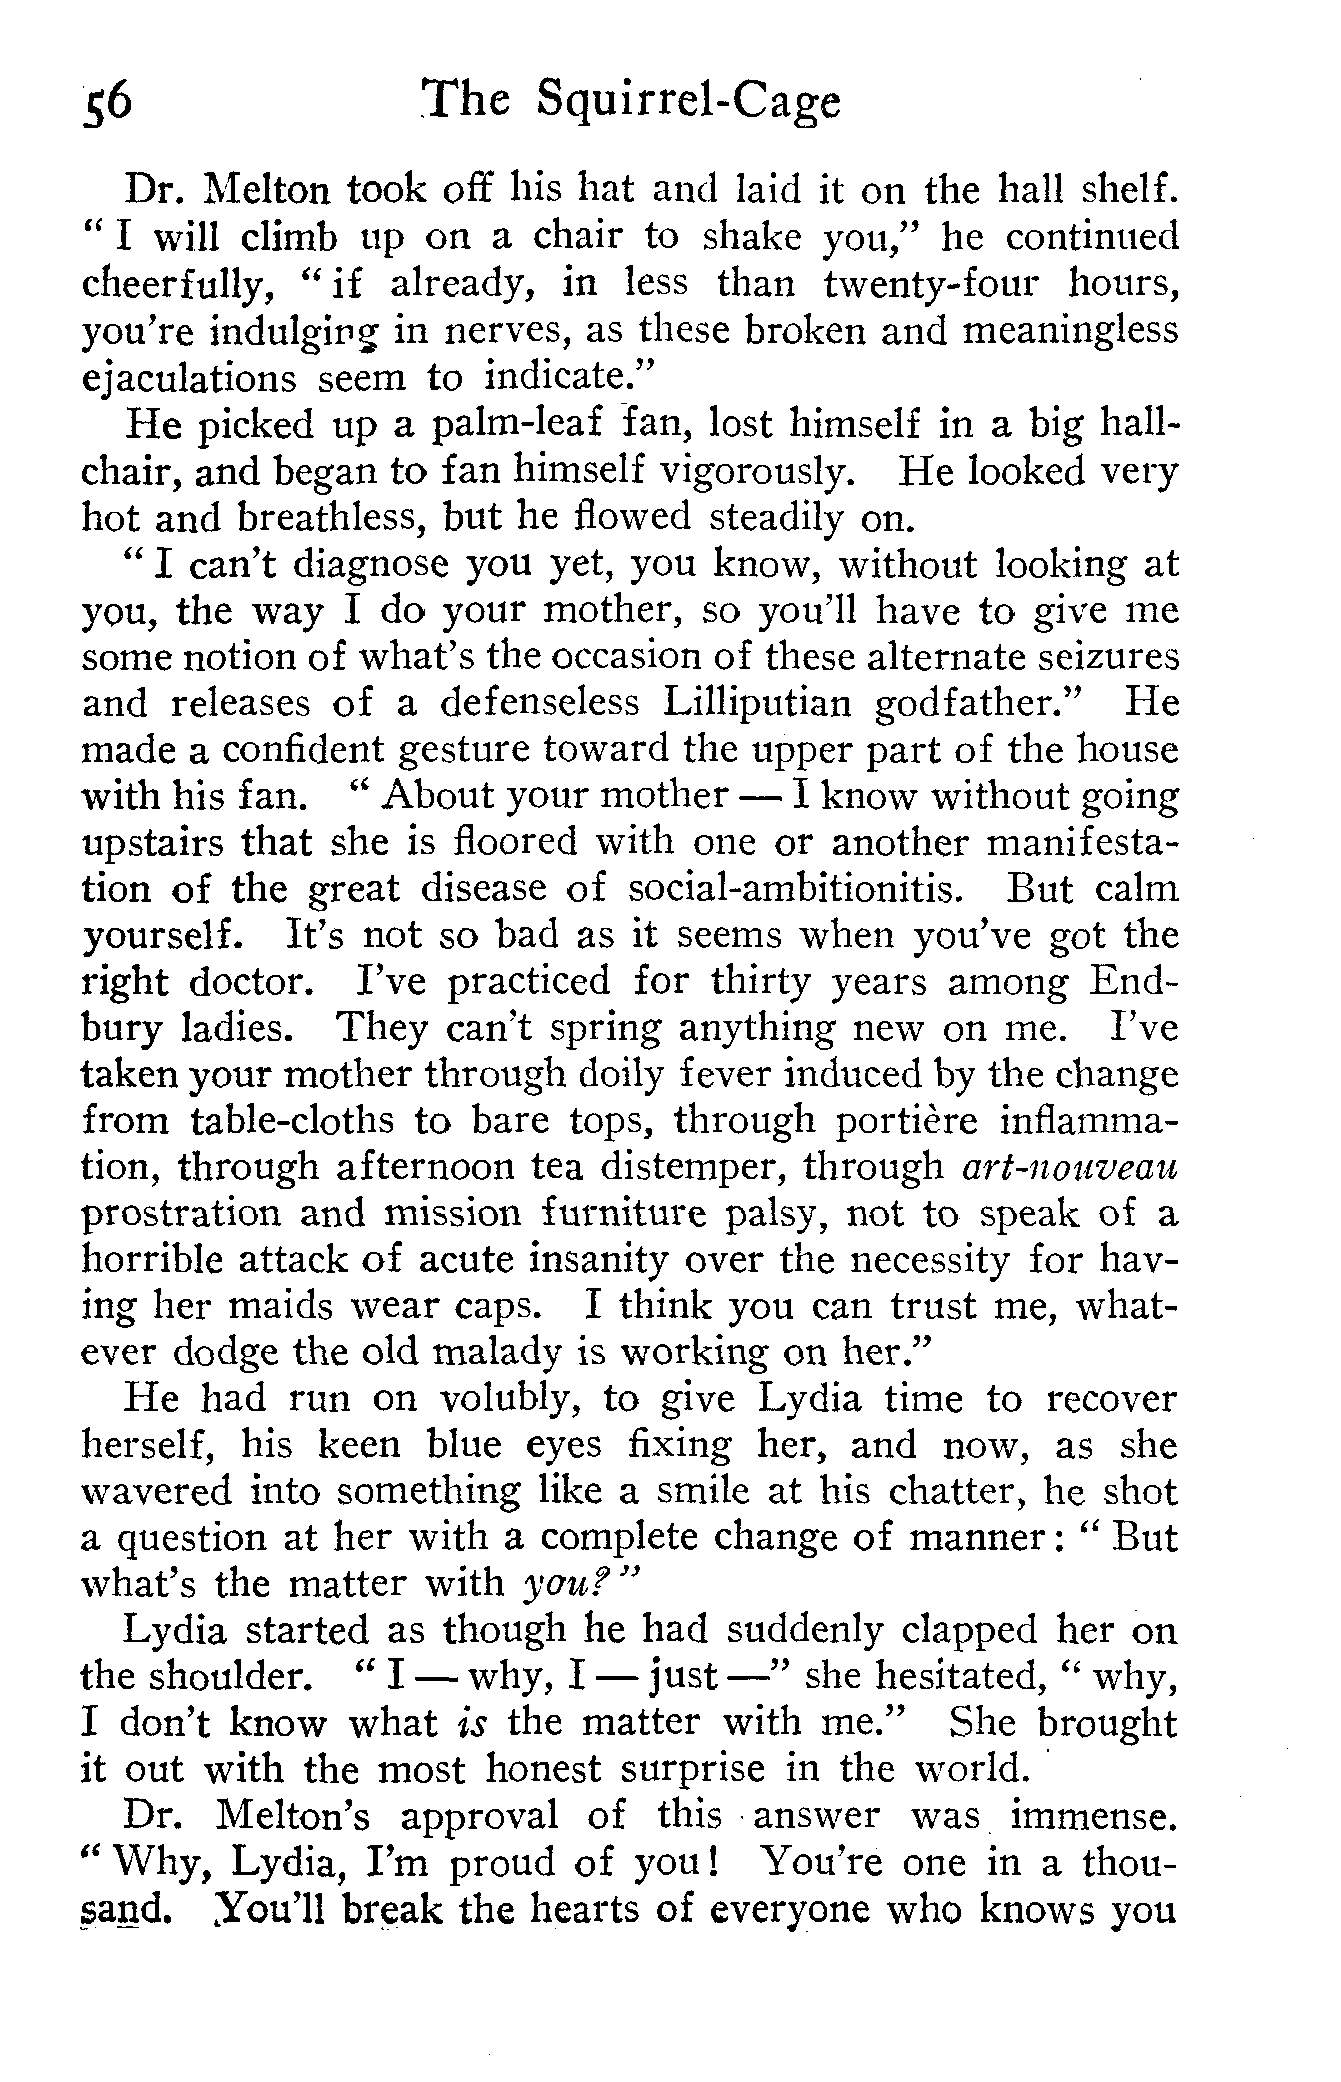 56 The Squirrel-Cage
Dr. Melton took off his hat and laid it on the hall shelf.
" I will climb up on a chair to shake you," he continued
cheerfully, " if already, in less than twenty-four hours,
you're indulging in nerves, as these broken and meaningless
ejaculations seem to indicate."
He picked up a palm-leaf fan, lost himself in a big hall-
chair, and began to fan himself vigorously. He looked very
hot and breathless, but he flowed steadily on.
" I can't diagnose you yet, you know, without looking at
you, the way I do your mother, so you'll have to give me
some notion of what's the occasion of these alternate seizures
and releases of a defenseless Lilliputian godfather." He
made a confident gesture toward the upper part of the house
with his fan. " About your mother — I know without going
upstairs that she is floored with one or another manifesta-
tion of the great disease of social-ambitionitis. But calm
yourself. It's not so bad as it seems when you've got the
right doctor. I've practiced for thirty years among End-
bury ladies. They can't spring anything new on me. I've
taken your mother through doily fever induced by the change
from table-cloths to bare tops, through portière inflamma-
tion, through afternoon tea distemper, through art-nouveau
prostration and mission furniture palsy, not to speak of a
horrible attack of acute insanity over the necessity for hav-
ing her maids wear caps. I think you can trust me, what-
ever dodge the old malady is working on her."
He had run on volubly, to give Lydia time to recover
herself, his keen blue eyes fixing her, and now, as she
wavered into something like a smile at his chatter, he shot
a question at her with a complete change of manner: " But
what's the matter with you? "
Lydia started as though he had suddenly clapped her on
the shoulder. " I — why, I — just —" she hesitated, " why,
I don't know what is the matter with me." She brought
it out with the most honest surprise in the world.
Dr. Melton's approval of this answer was immense.
" Why, Lydia, I'm proud of you! You're one in a thou-
sand. You'll break the hearts of everyone who knows you